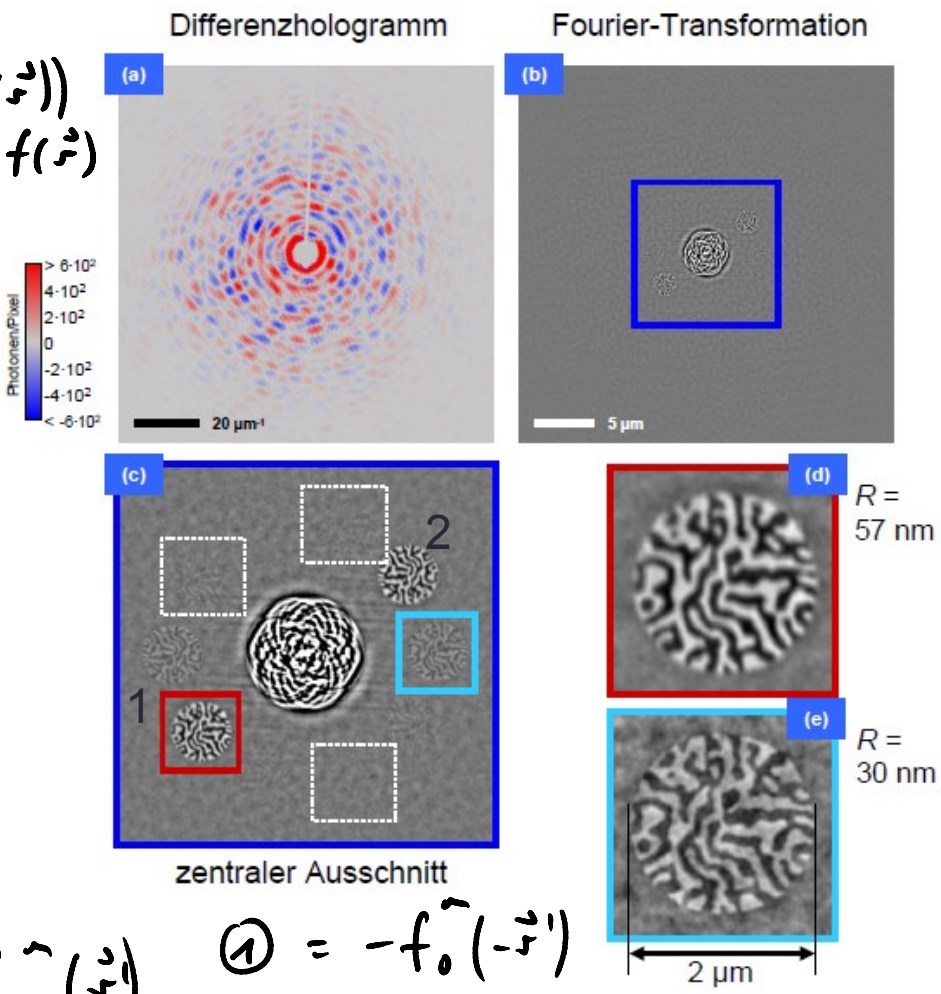 Differenzhologramm
Fourier-Transformation
(a)
(b)
f(
Photonen/Pixel
> 6·10²
4·10²
2·10²
0
-2·10²
-4·10²
< -6·10²
20 µm⁻¹
5 µm
(c)
1
2
(d)
R =
57 nm
(e)
R =
30 nm
zentraler Ausschnitt
2 µm
① = -f₀